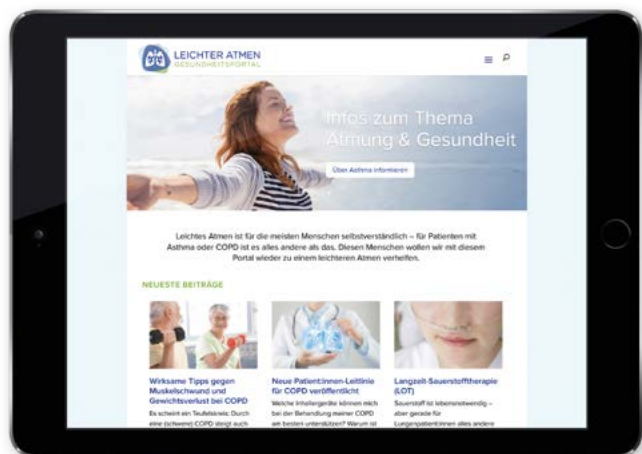 LEICHTER ATMEN
GESUNDHEITSPORTAL
Infos zum Thema
Atmung & Gesundheit
Über Asthma informieren
Leichtes Atmen ist für die meisten Menschen selbstverständlich – für Patienten mit
Asthma oder COPD ist es alles andere als das. Diesen Menschen wollen wir mit diesem
Portal wieder zu einem leichteren Atmen verhelfen.
NEUESTE BEITRÄGE
Wirksame Tipps gegen
Muskelschwund und
Gewichtsverlust bei COPD
Es scheint ein Teufelskreis: Durch
eine (schwere) COPD steigt auch
Neue Patient:innen-Leitlinie
für COPD veröffentlicht
Welche Inhaliergeräte können mich
bei der Behandlung meiner COPD
am besten unterstützen? Warum ist
Langzeit-Sauerstofftherapie
(LOT)
Sauerstoff ist lebensnotwendig –
aber gerade für
Lungenpatient:innen alles andere